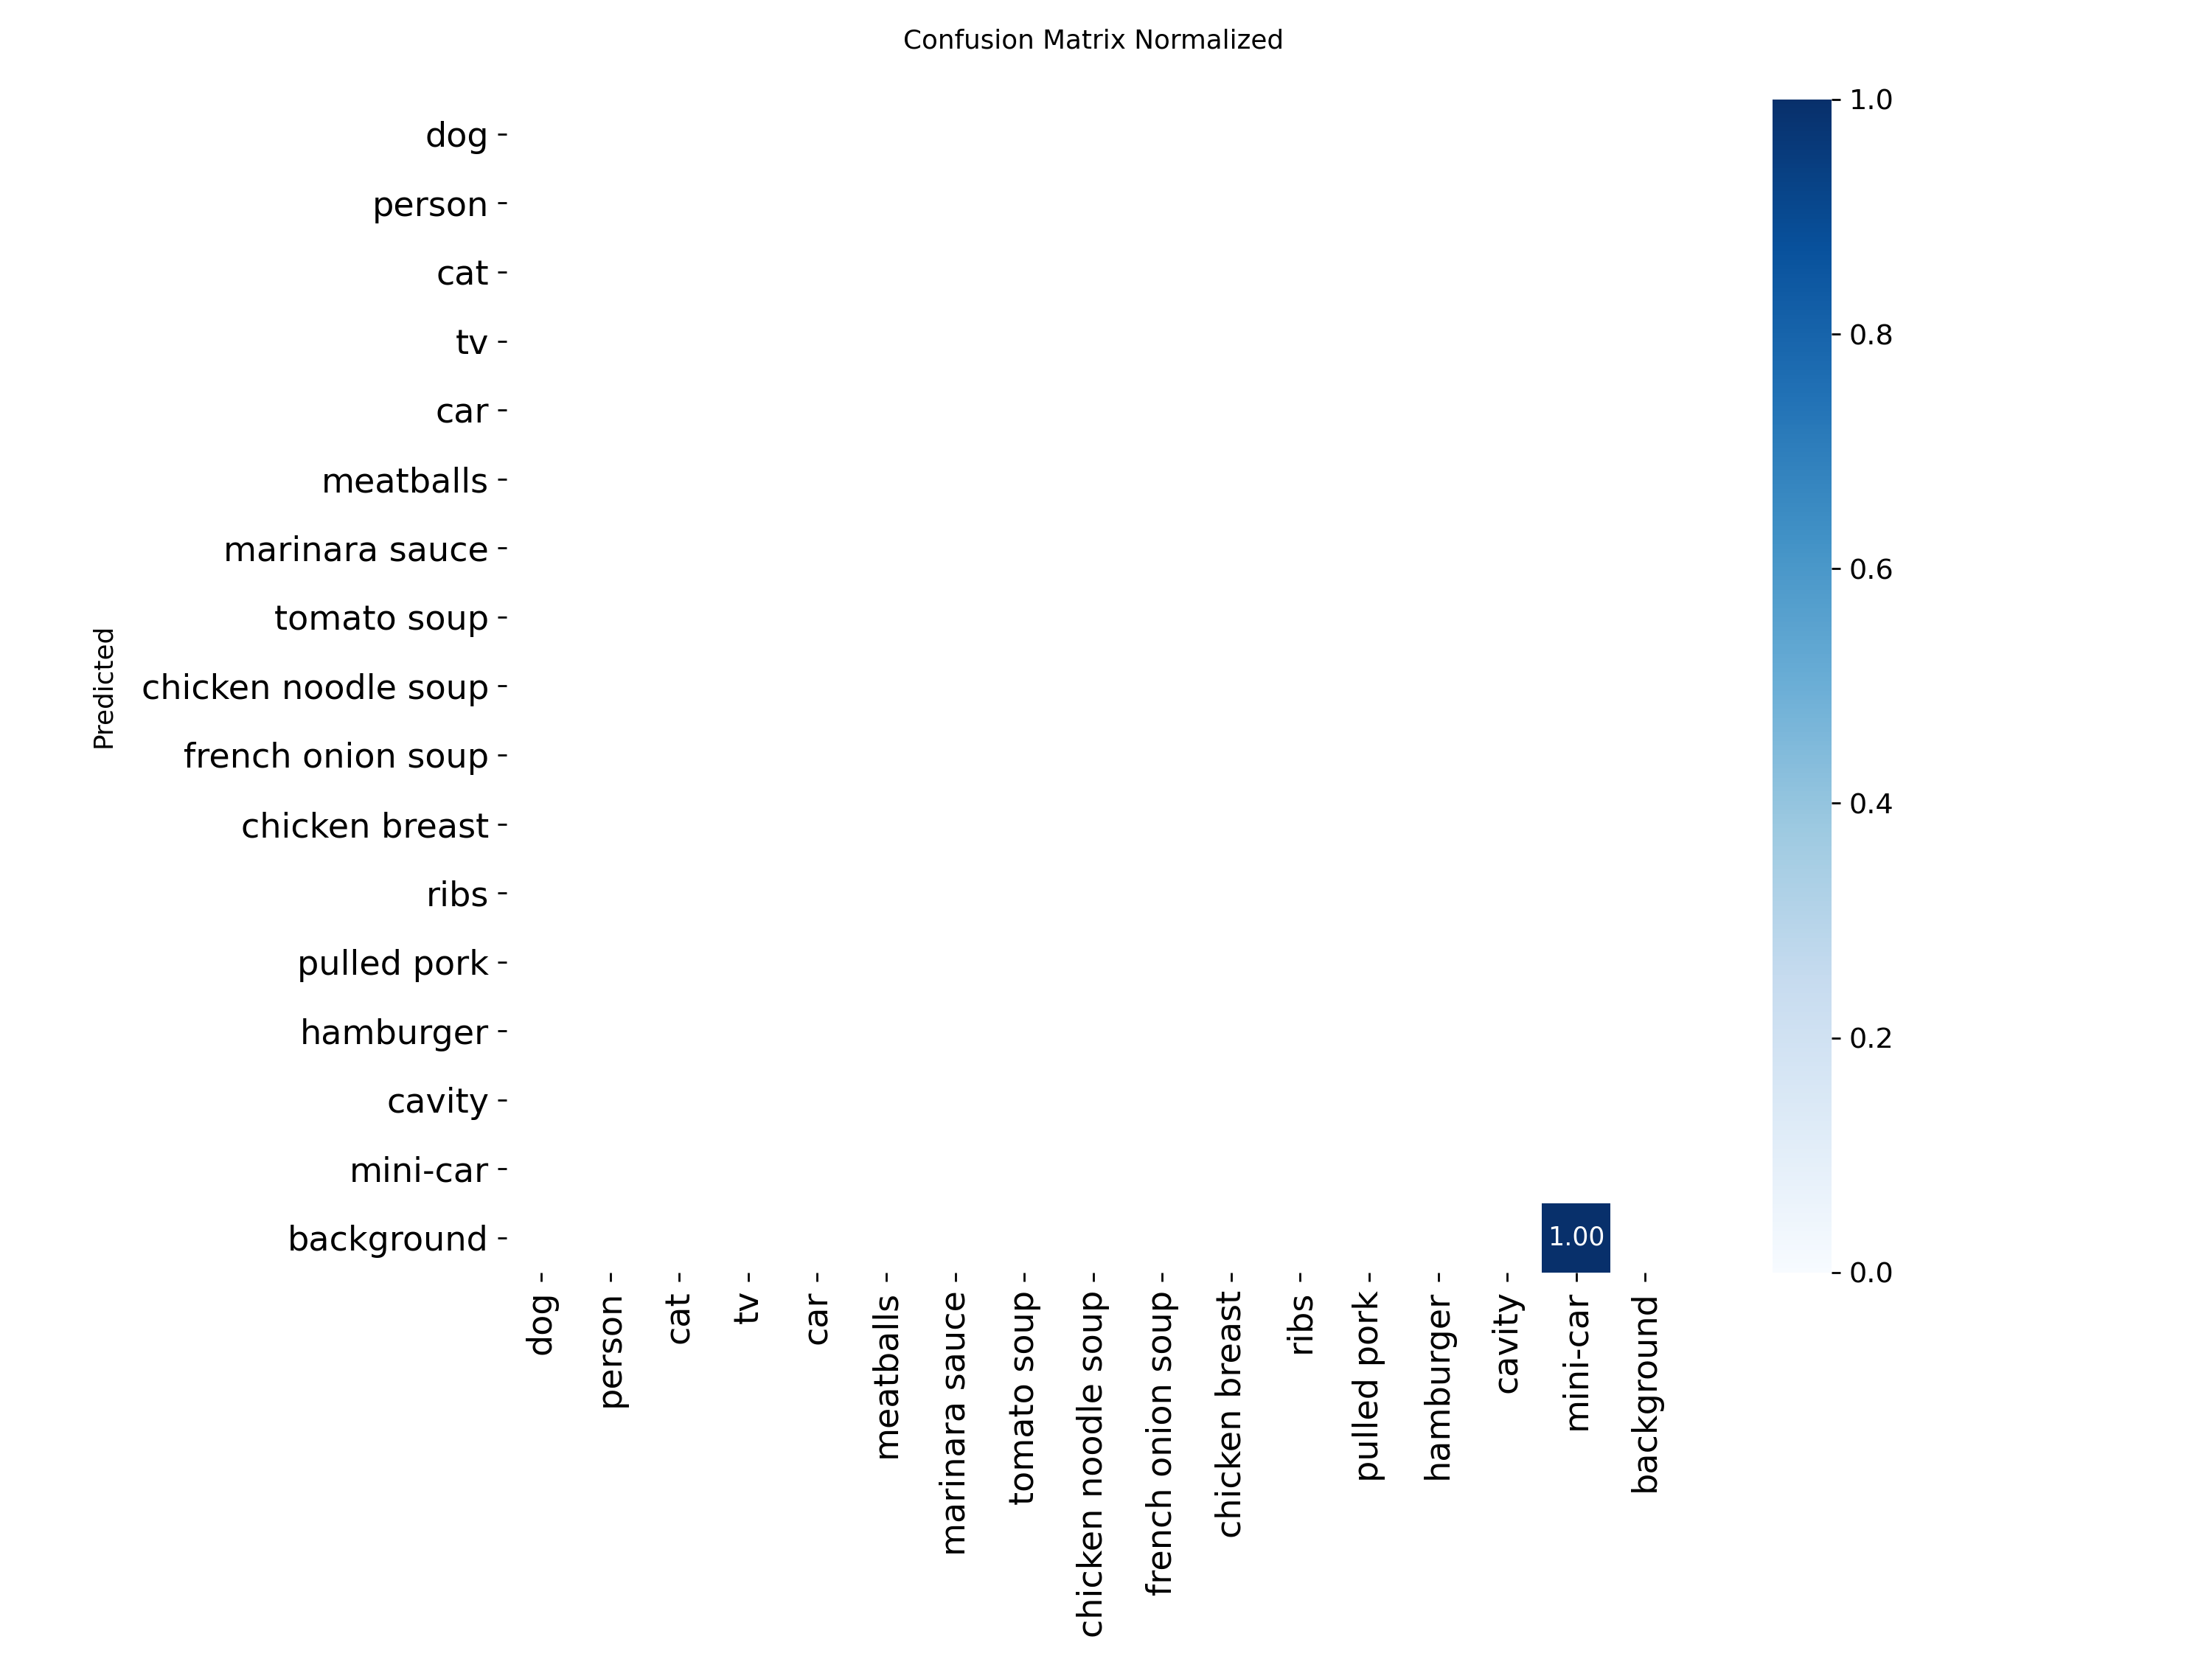 Confusion Matrix Normalized
Predicted
dog
person
cat
tv
car
meatballs
marinara sauce
tomato soup
chicken noodle soup
french onion soup
chicken breast
ribs
pulled pork
hamburger
cavity
mini-car
background
1.00
dog
person
cat
tv
car
meatballs
marinara sauce
tomato soup
chicken noodle soup
french onion soup
chicken breast
ribs
pulled pork
hamburger
cavity
mini-car
background
1.0
0.8
0.6
0.4
0.2
0.0